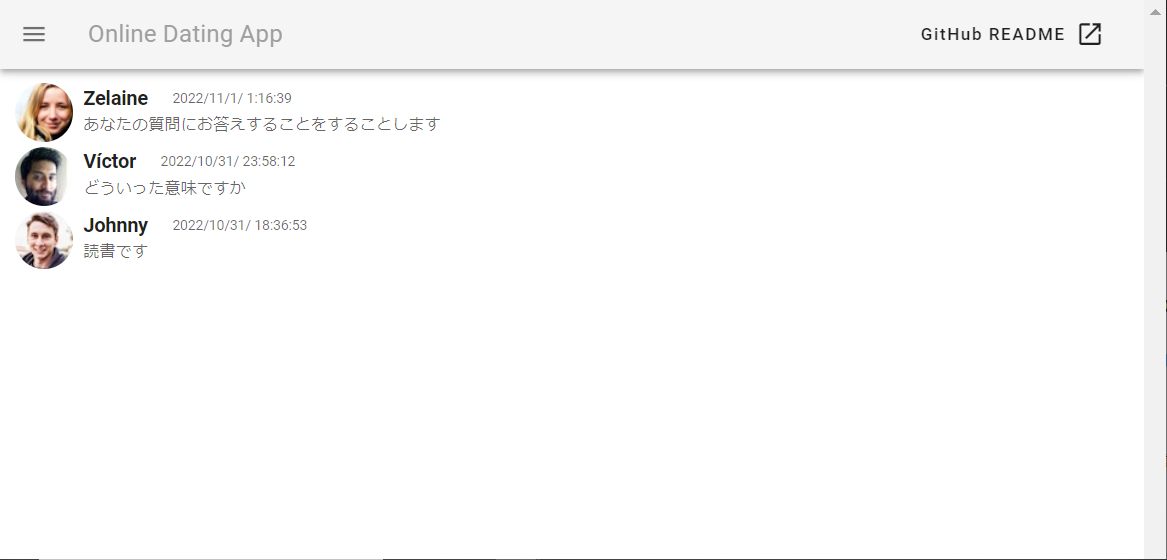 Online Dating App
GitHub README
Zelaine 2022/11/1/ 1:16:39
あなたの質問にお答えすることをすることします
Víctor 2022/10/31/ 23:58:12
どういった意味ですか
Johnny 2022/10/31/ 18:36:53
読書です